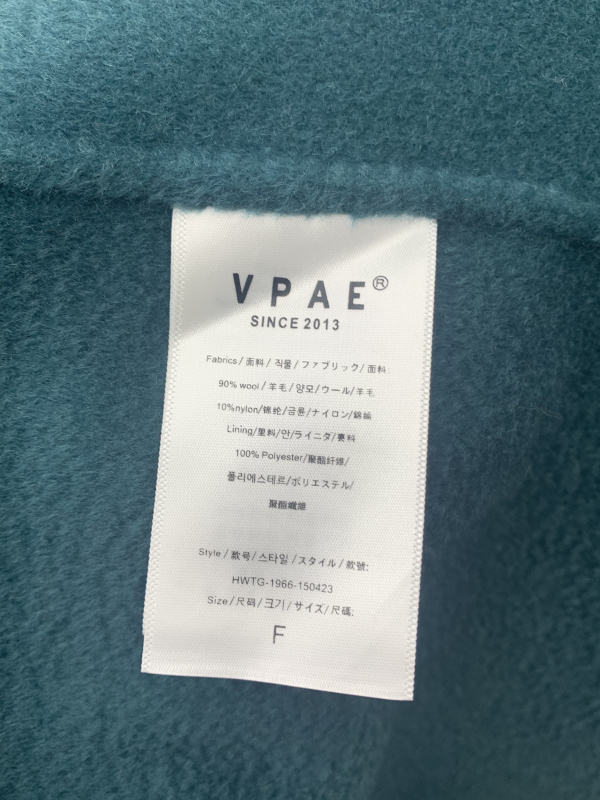 VPAE®
SINCE 2013
Fabrics/面料/직물/ファブリック/面料:
90% wool/羊毛/양모/ウール/羊毛
10%nylon/锦纶/금륜/ナイロン/錦綸
Lining/里料/안/ライニダ/裏料
100% Polyester/聚酯纤维/
폴리에스테르/ポリエステル/
聚酯纖維
Style/款号/스타일/スタイル/款號:
HWTG-1966-150423
Size/尺码/크기/サイズ/尺碼:
F